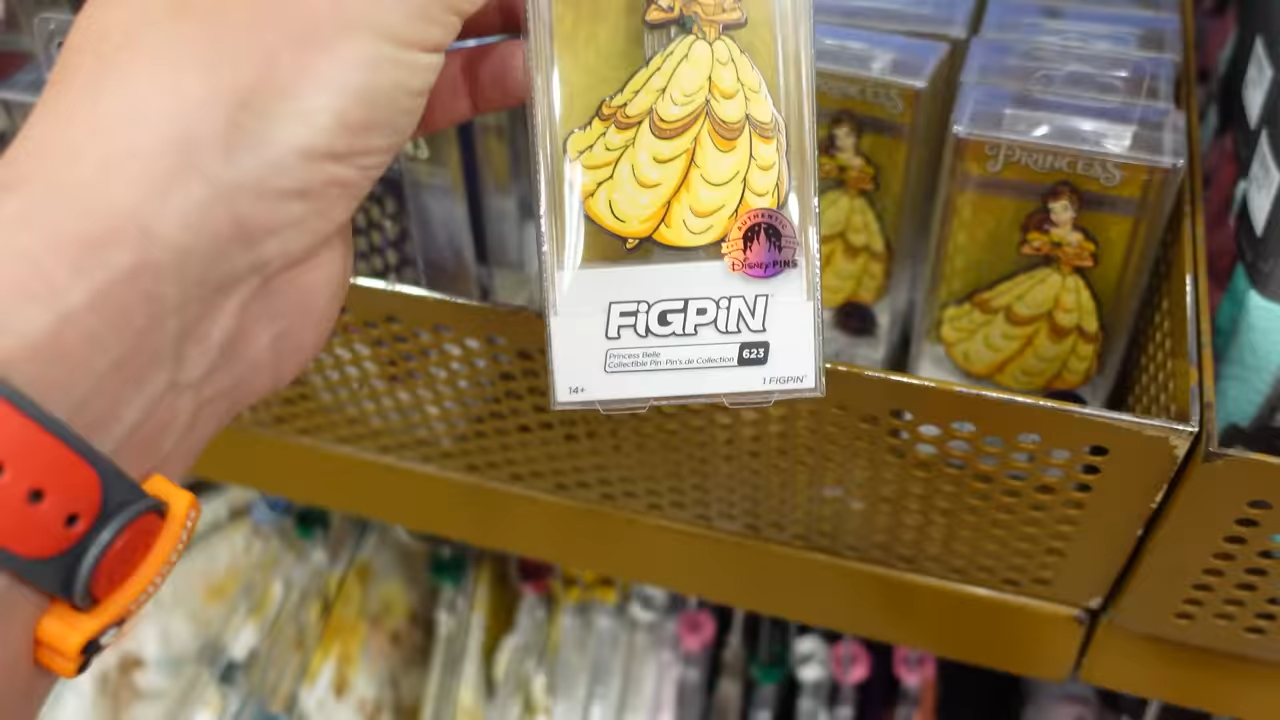 PRINCESS
AUTHENTIC
DISNEY PINS
FiGPiN
Princess Belle
Collectible Pin·Pin's de Collection 623
14+
1 FIGPIN®